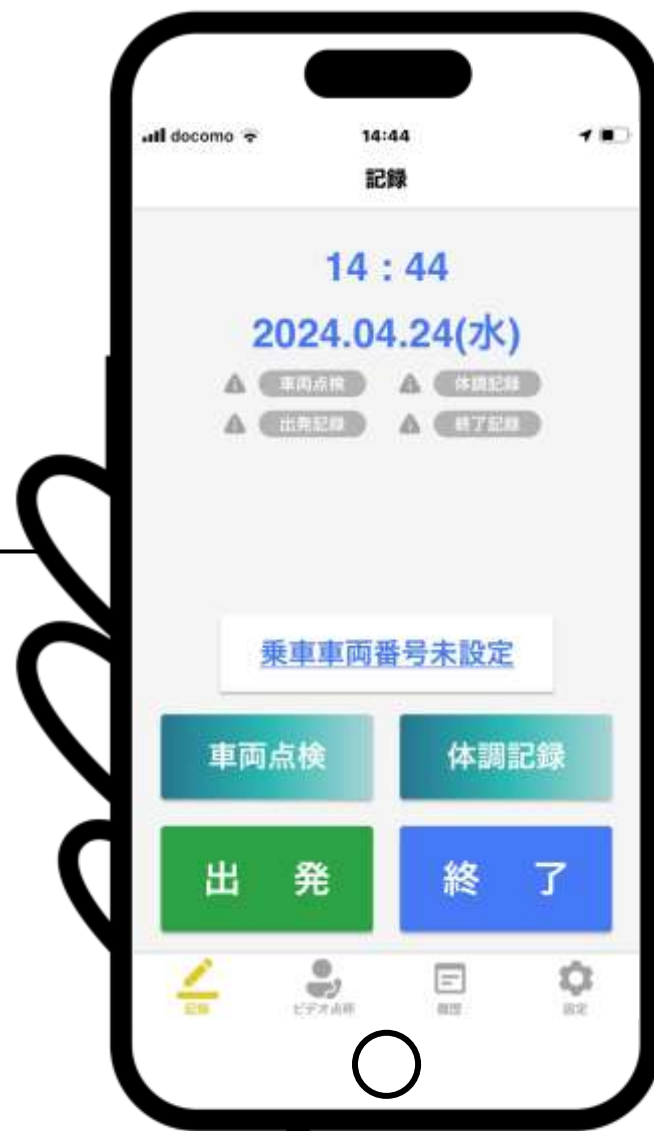 docomo 14:44
記録
14 : 44
2024.04.24(水)
車両点検 体調記録
出発記録 終了記録
乗車車両番号未設定
車両点検 体調記録
出 発 終 了
記録 ビデオ点呼 履歴 設定